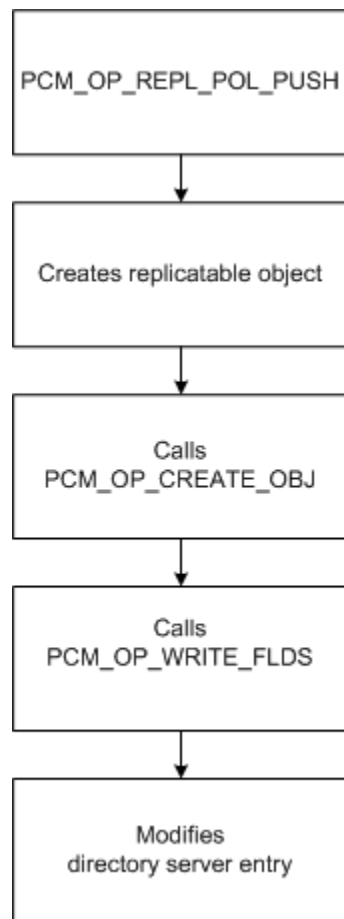 PCM_OP_REPL_POL_PUSH
Creates replicatable object
Calls
PCM_OP_CREATE_OBJ
Calls
PCM_OP_WRITE_FLDS
Modifies
directory server entry